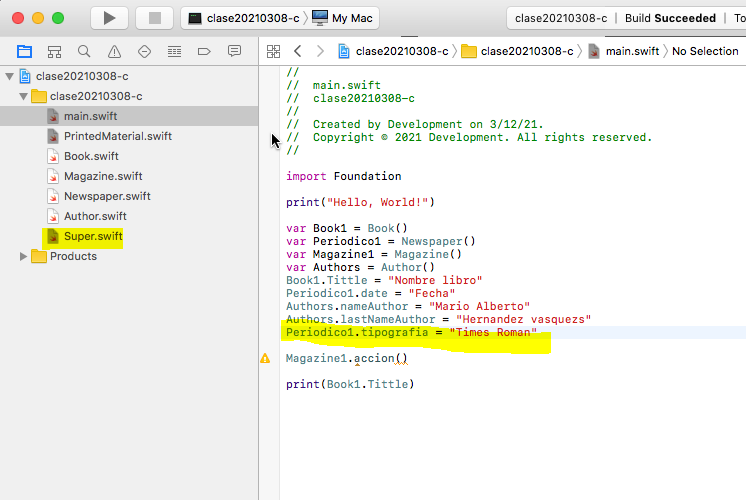 clase20210308-c 〉 My Mac
clase20210308-c | Build Succeeded | To
clase20210308-c 〉 clase20210308-c 〉 main.swift 〉 No Selection
clase20210308-c
clase20210308-c
main.swift
PrintedMaterial.swift
Book.swift
Magazine.swift
Newspaper.swift
Author.swift
Super.swift
Products
//
//  main.swift
//  clase20210308-c
//
//  Created by Development on 3/12/21.
//  Copyright © 2021 Development. All rights reserved.
//
import Foundation
print("Hello, World!")
var Book1 = Book()
var Periodico1 = Newspaper()
var Magazine1 = Magazine()
var Authors = Author()
Book1.Tittle = "Nombre libro"
Periodico1.date = "Fecha"
Authors.nameAuthor = "Mario Alberto"
Authors.lastNameAuthor = "Hernandez vasquezs"
Periodico1.tipografia = "Times Roman"
Magazine1.accion()
print(Book1.Tittle)